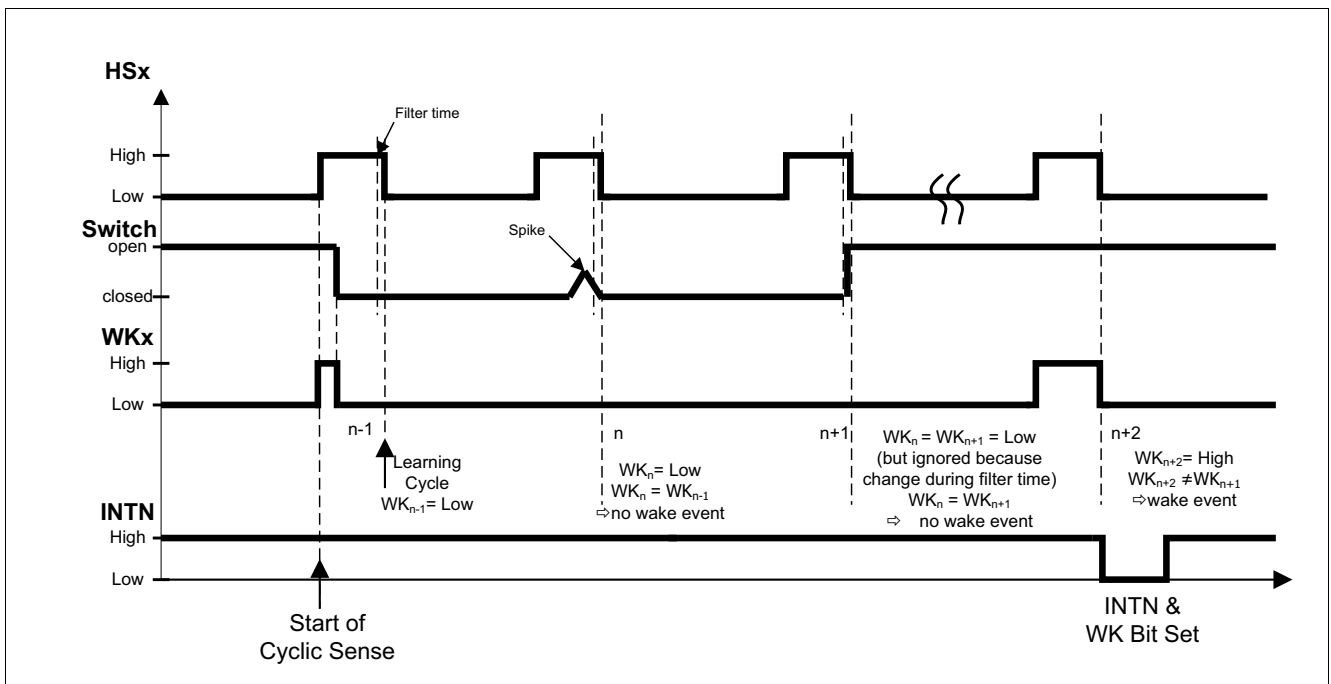 HSx
Filter time
High
Low
Switch
open
Spike
closed
WKx
High
Low
n-1
n
n+1
n+2
Learning
Cycle
WKn-1= Low
WKn= Low
WKn = WKn-1
⇨no wake event
WKn = WKn+1 = Low
(but ignored because
change during filter time)
WKn = WKn+1
⇨ no wake event
WKn+2= High
WKn+2 ≠WKn+1
⇨wake event
INTN
High
Low
Start of
Cyclic Sense
INTN &
WK Bit Set